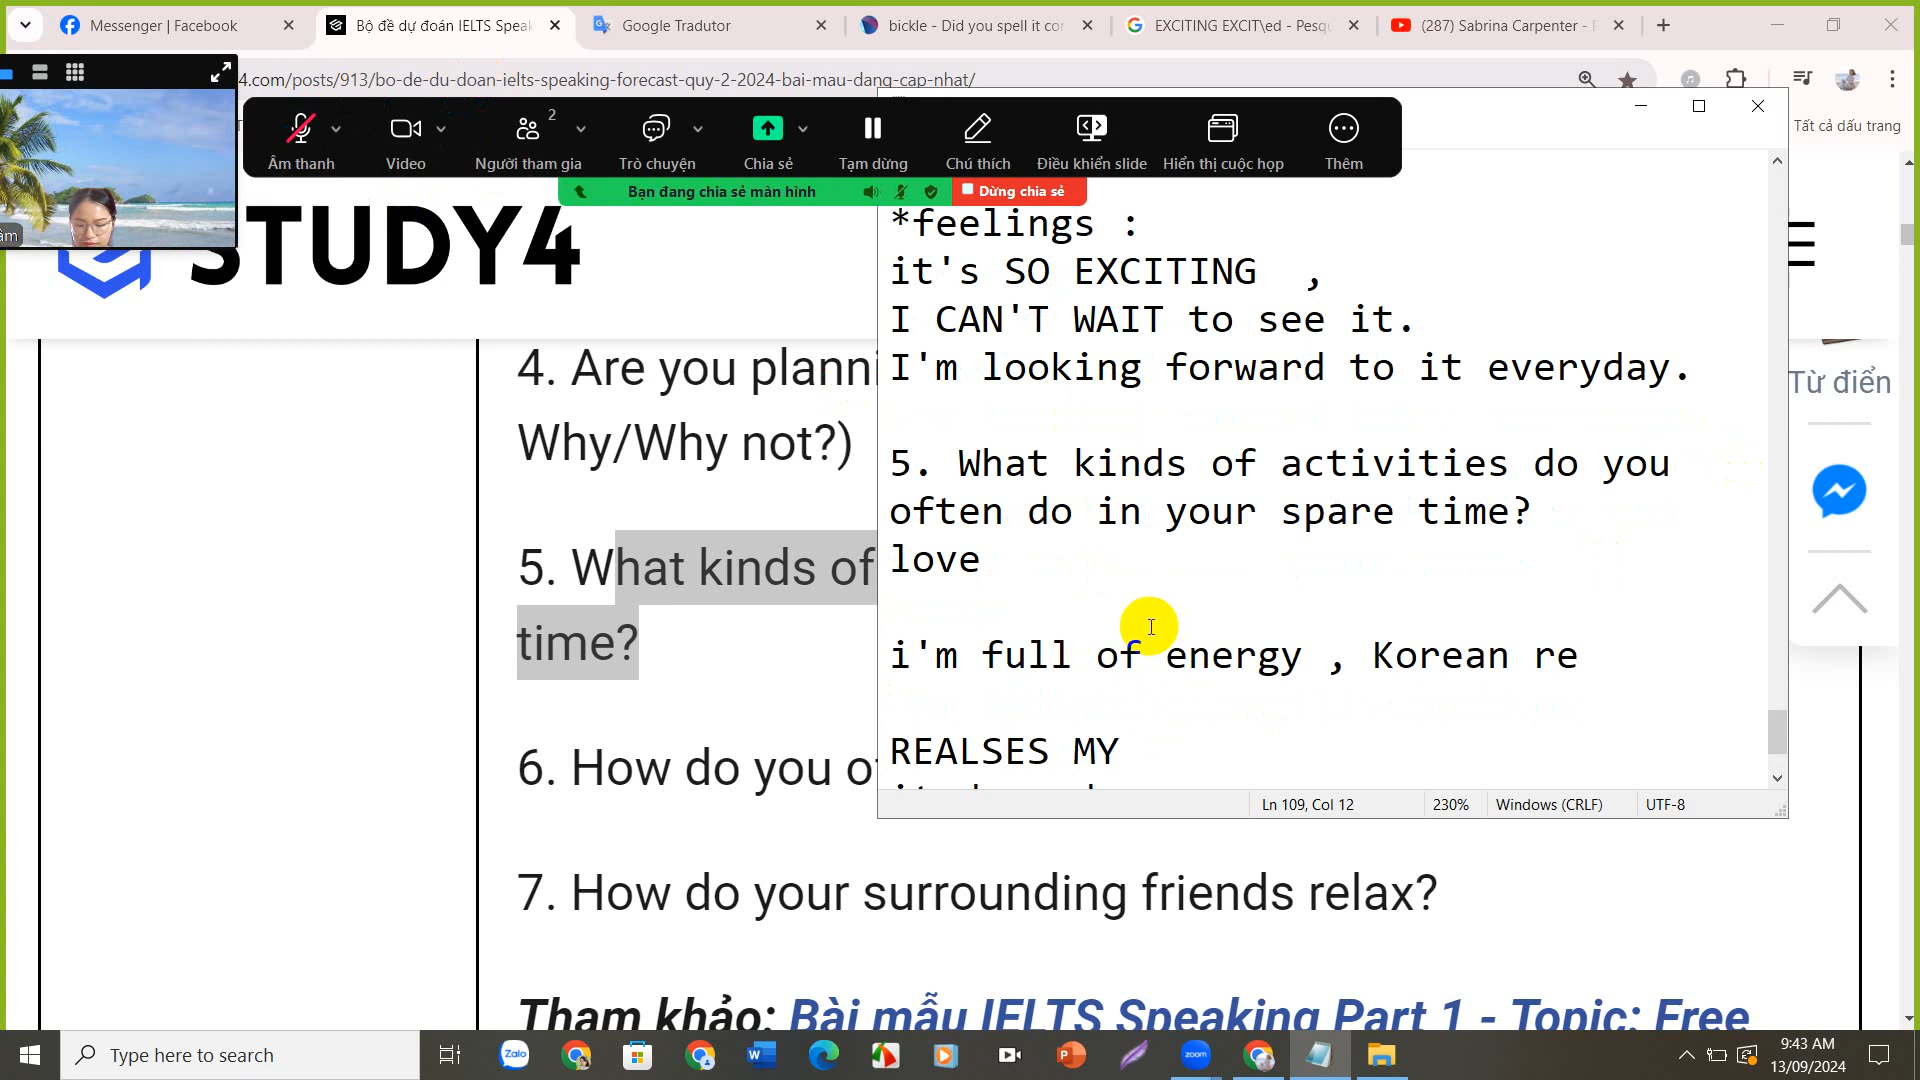 Messenger | Facebook
Bộ đề dự đoán IELTS Speak
Google Tradutor
bickle - Did you spell it cor
EXCITING EXCIT\ed - Pesqu
(287) Sabrina Carpenter -
4.com/posts/913/bo-de-du-doan-ielts-speaking-forecast-quy-2-2024-bai-mau-dang-cap-nhat/
Tất cả dấu trang
2
Âm thanh
Video
Người tham gia
Trò chuyện
Chia sẻ
Tạm dừng
Chú thích
Điều khiển slide
Hiển thị cuộc họp
Thêm
Bạn đang chia sẻ màn hình
Dừng chia sẻ
âm
STUDY4
*feelings :
it's SO EXCITING ,
I CAN'T WAIT to see it.
I'm looking forward to it everyday.
5. What kinds of activities do you
often do in your spare time?
love
i'm full of energy , Korean re
REALSES MY
Ln 109, Col 12
230%
Windows (CRLF)
UTF-8
4. Are you planni
Why/Why not?)
5. What kinds of
time?
6. How do you o
7. How do your surrounding friends relax?
Tham khảo: Bài mẫu IELTS Speaking Part 1 - Topic: Free
Từ điển
Type here to search
Zalo
zoom
9:43 AM
13/09/2024